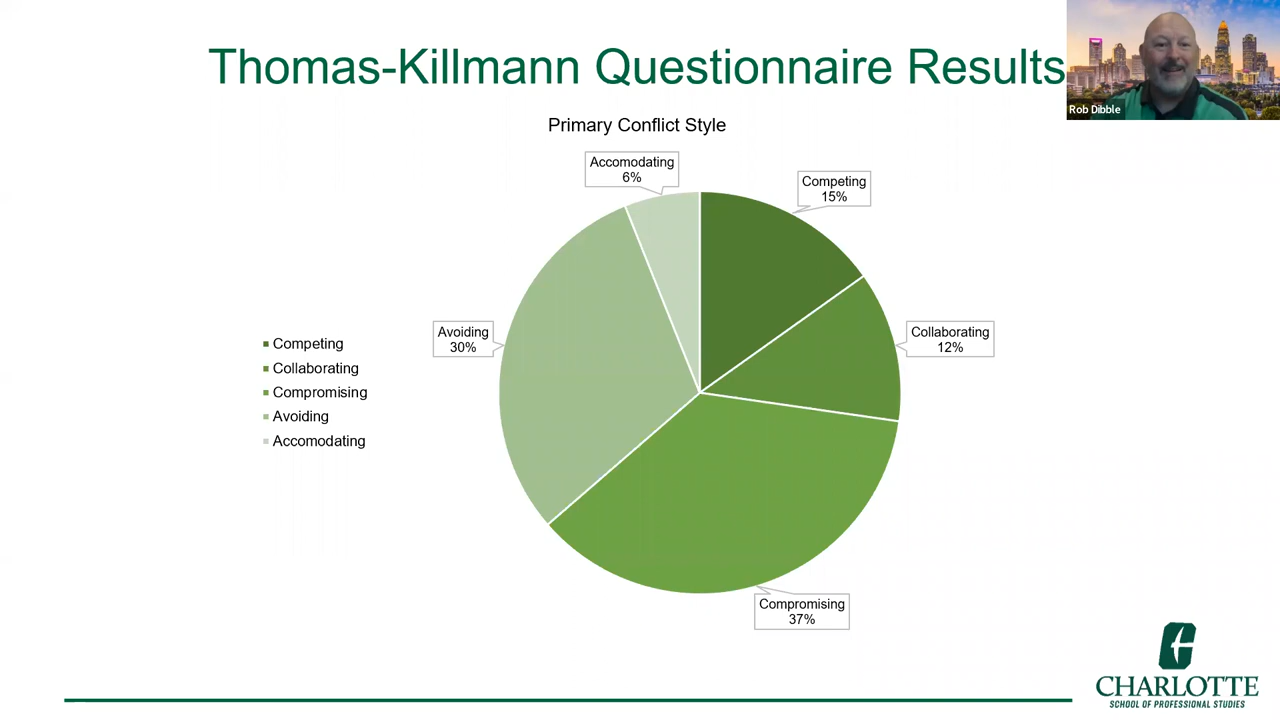 Thomas-Killmann Questionnaire Results
Rob Dibble
Primary Conflict Style
Accomodating
6%
Competing
15%
Avoiding
30%
Collaborating
12%
Competing
Collaborating
Compromising
Avoiding
Accomodating
Compromising
37%
CHARLOTTE
SCHOOL OF PROFESSIONAL STUDIES